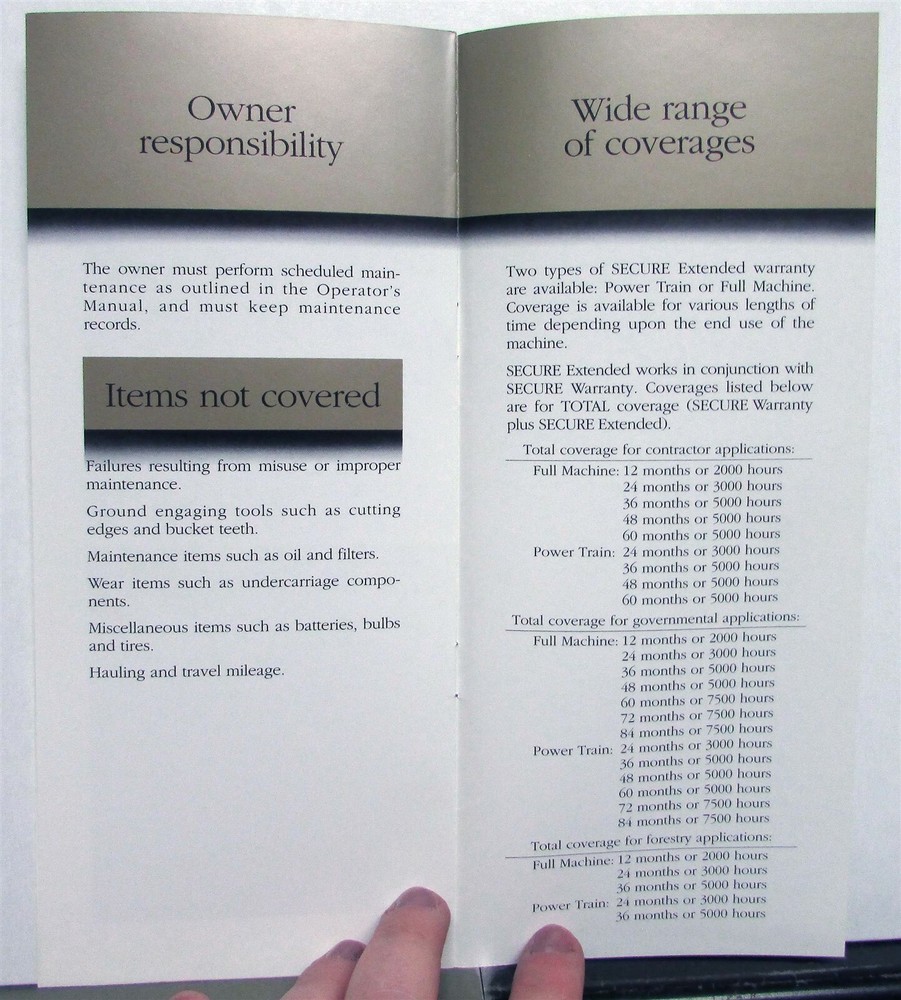 Owner
responsibility
The owner must perform scheduled main-
tenance as outlined in the Operator's
Manual, and must keep maintenance
records.
Items not covered
Failures resulting from misuse or improper
maintenance.
Ground engaging tools such as cutting
edges and bucket teeth.
Maintenance items such as oil and filters.
Wear items such as undercarriage compo-
nents.
Miscellaneous items such as batteries, bulbs
and tires.
Hauling and travel mileage.
Wide range
of coverages
Two types of SECURE Extended warranty
are available: Power Train or Full Machine.
Coverage is available for various lengths of
time depending upon the end use of the
machine.
SECURE Extended works in conjunction with
SECURE Warranty. Coverages listed below
are for TOTAL coverage (SECURE Warranty
plus SECURE Extended).
Total coverage for contractor applications:
Full Machine: 12 months or 2000 hours
24 months or 3000 hours
36 months or 5000 hours
48 months or 5000 hours
60 months or 5000 hours
Power Train: 24 months or 3000 hours
36 months or 5000 hours
48 months or 5000 hours
60 months or 5000 hours
Total coverage for governmental applications:
Full Machine: 12 months or 2000 hours
24 months or 3000 hours
36 months or 5000 hours
48 months or 5000 hours
60 months or 7500 hours
72 months or 7500 hours
84 months or 7500 hours
Power Train: 24 months or 3000 hours
36 months or 5000 hours
48 months or 5000 hours
60 months or 5000 hours
72 months or 7500 hours
84 months or 7500 hours
Total coverage for forestry applications:
Full Machine: 12 months or 2000 hours
24 months or 3000 hours
36 months or 5000 hours
Power Train: 24 months or 3000 hours
36 months or 5000 hours